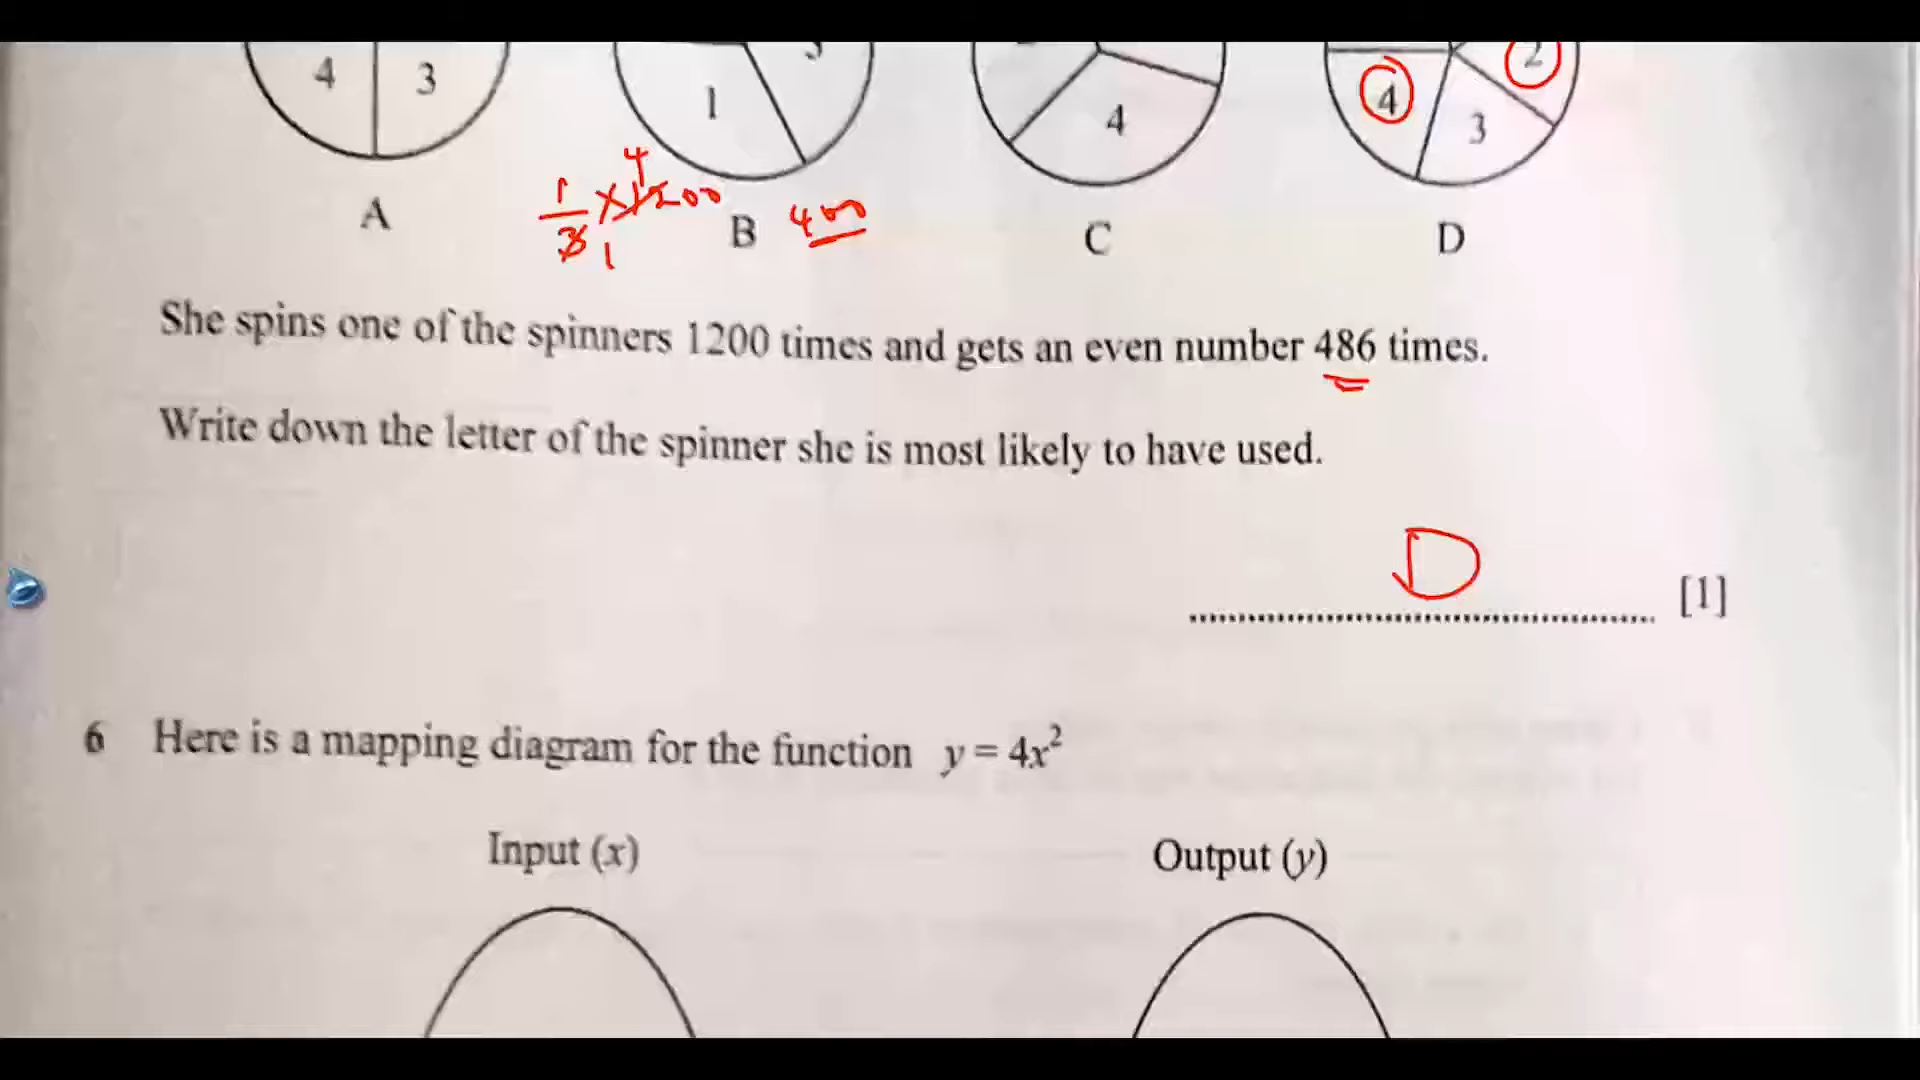 4 3 1 4 4 2 3
1/3 × 1200 4 1
400
A B C D
She spins one of the spinners 1200 times and gets an even number 486 times.
Write down the letter of the spinner she is most likely to have used.
D
[1]
6 Here is a mapping diagram for the function y = 4x²
Input (x) Output (y)